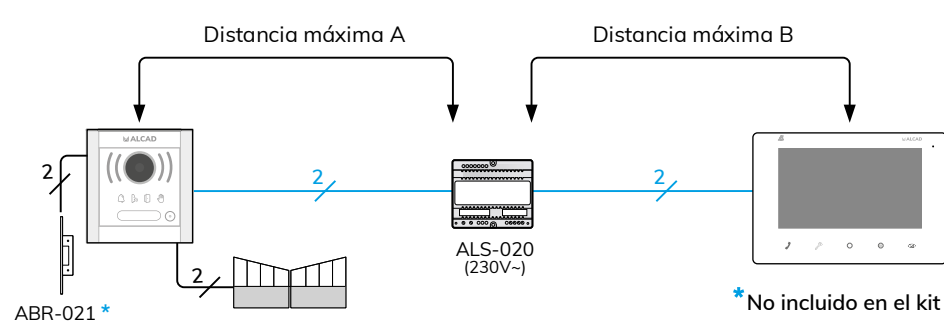 Distancia máxima A
Distancia máxima B
ALCAD
ALCAD
2
2
2
ALS-020
(230V~)
2
ABR-021 *
*No incluido en el kit